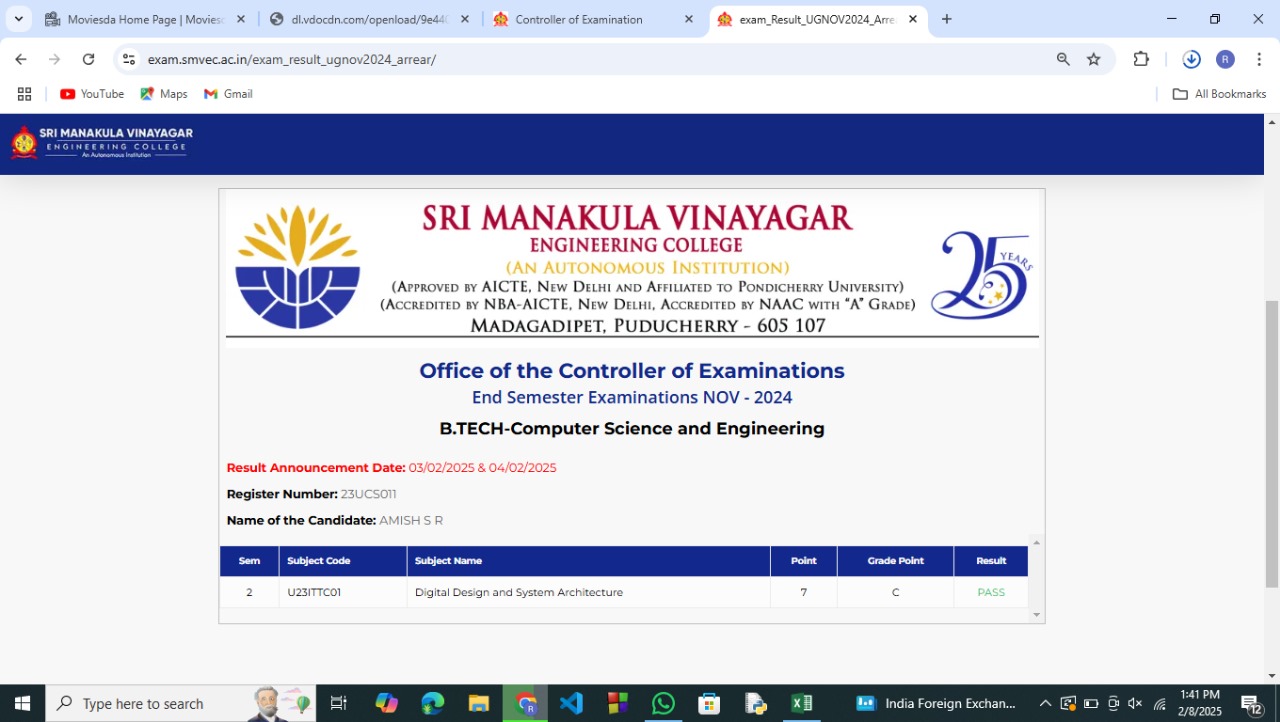 Moviesda Home Page | Moviesc
dl.vdocdn.com/openload/9e44
Controller of Examination
exam_Result_UGNOV2024_Arre
exam.smvec.ac.in/exam_result_ugnov2024_arrear/
R
YouTube
Maps
Gmail
All Bookmarks
SRI MANAKULA VINAYAGAR
ENGINEERING COLLEGE
An Autonomous Institution
SRI MANAKULA VINAYAGAR
ENGINEERING COLLEGE
(AN AUTONOMOUS INSTITUTION)
(APPROVED BY AICTE, NEW DELHI AND AFFILIATED TO PONDICHERRY UNIVERSITY)
(ACCREDITED BY NBA-AICTE, NEW DELHI, ACCREDITED BY NAAC WITH “A” GRADE)
MADAGADIPET, PUDUCHERRY - 605 107
25 YEARS
Office of the Controller of Examinations
End Semester Examinations NOV - 2024
B.TECH-Computer Science and Engineering
Result Announcement Date: 03/02/2025 & 04/02/2025
Register Number: 23UCS011
Name of the Candidate: AMISH S R
Sem Subject Code Subject Name Point Grade Point Result
2 U23ITTC01 Digital Design and System Architecture 7 C PASS
Type here to search
India Foreign Exchan...
1:41 PM
2/8/2025
12